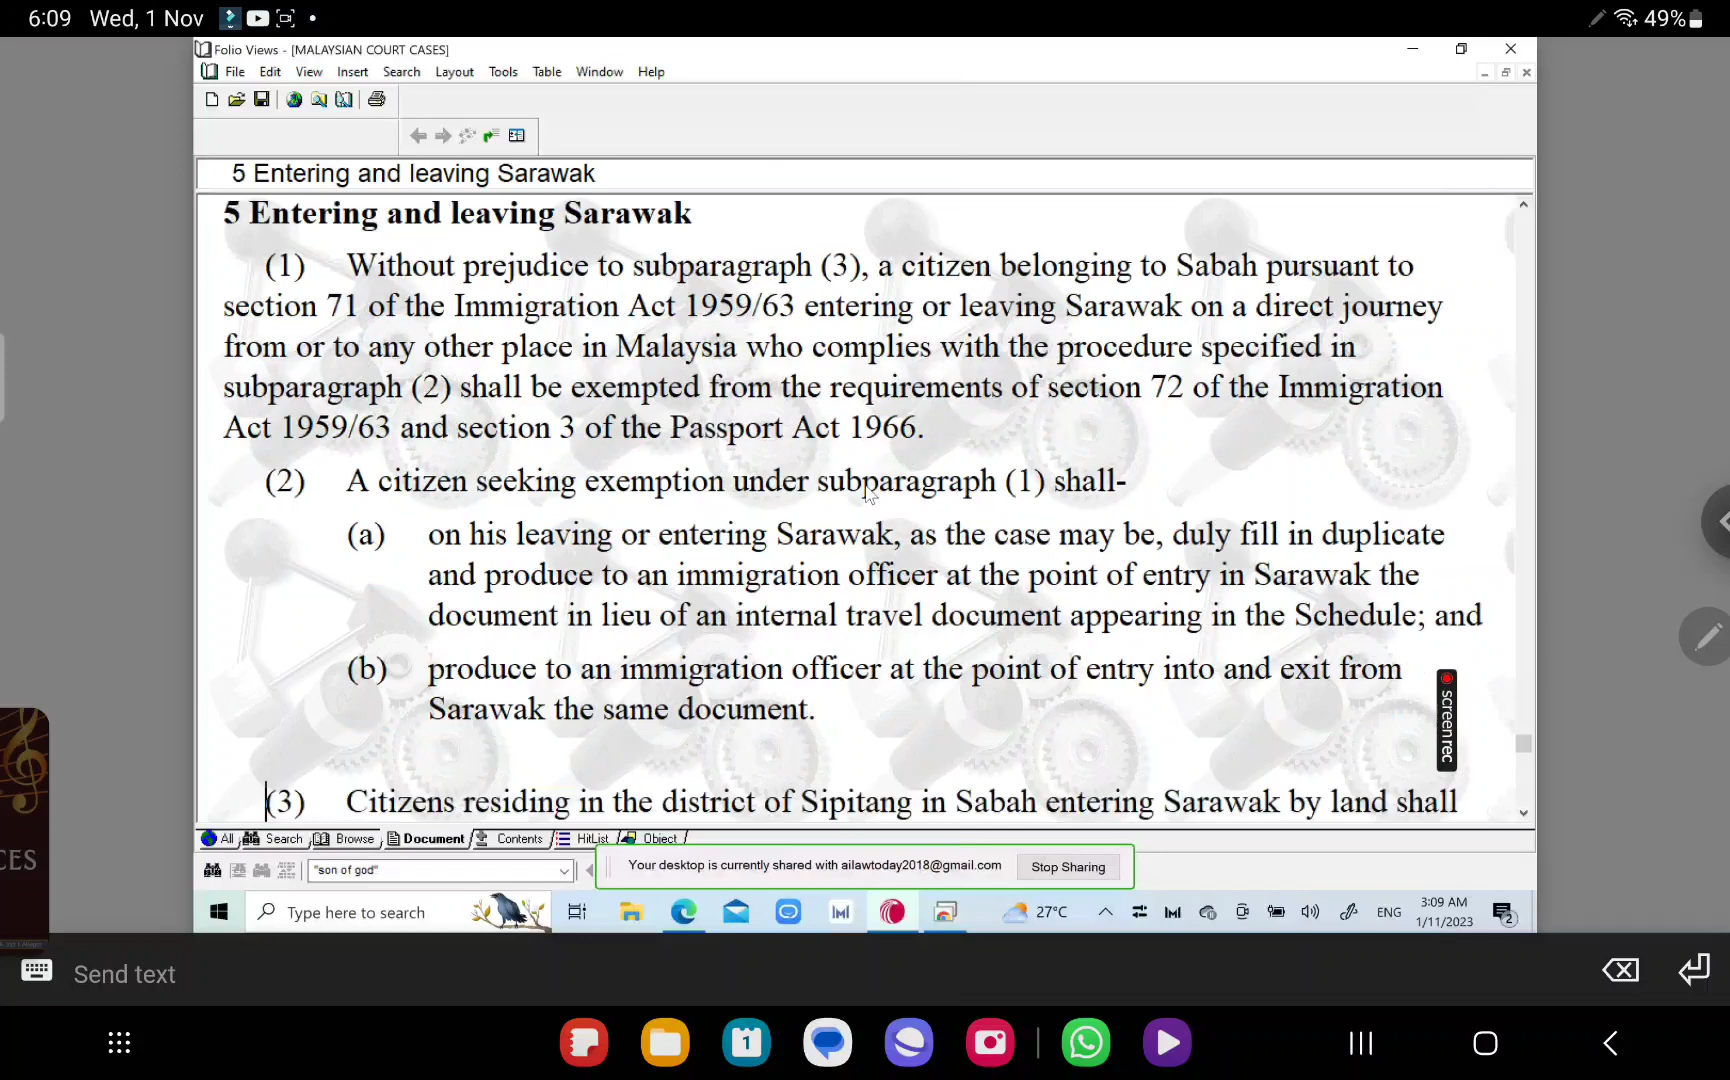 6:09 Wed, 1 Nov
49%
Folio Views - [MALAYSIAN COURT CASES]
File Edit View Insert Search Layout Tools Table Window Help
5 Entering and leaving Sarawak
5 Entering and leaving Sarawak
(1) Without prejudice to subparagraph (3), a citizen belonging to Sabah pursuant to
section 71 of the Immigration Act 1959/63 entering or leaving Sarawak on a direct journey
from or to any other place in Malaysia who complies with the procedure specified in
subparagraph (2) shall be exempted from the requirements of section 72 of the Immigration
Act 1959/63 and section 3 of the Passport Act 1966.
(2) A citizen seeking exemption under subparagraph (1) shall-
(a) on his leaving or entering Sarawak, as the case may be, duly fill in duplicate
and produce to an immigration officer at the point of entry in Sarawak the
document in lieu of an internal travel document appearing in the Schedule; and
(b) produce to an immigration officer at the point of entry into and exit from
Sarawak the same document.
screen rec
(3) Citizens residing in the district of Sipitang in Sabah entering Sarawak by land shall
All Search Browse Document Contents HitList Object
"son of god"
Your desktop is currently shared with ailawtoday2018@gmail.com Stop Sharing
CES
Type here to search
27°C
ENG
3:09 AM
1/11/2023
2
Send text
1